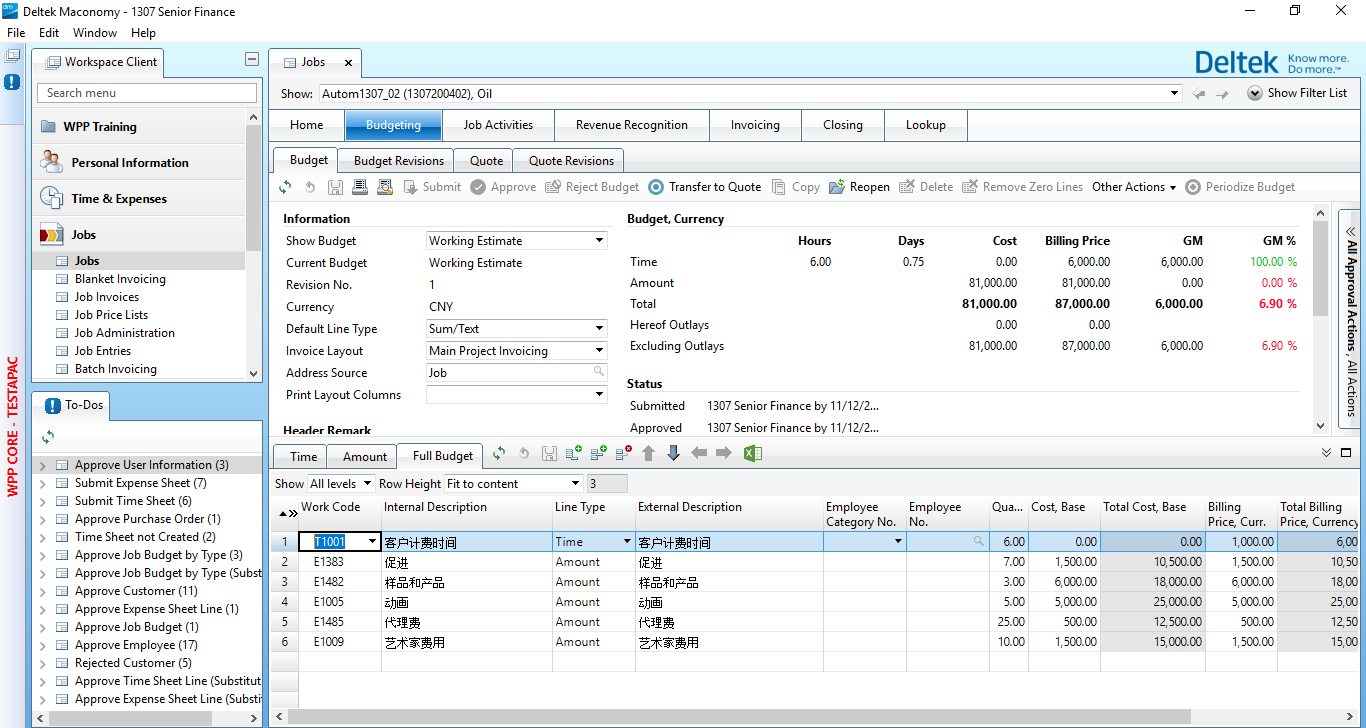 Deltek Maconomy - 1307 Senior Finance
File Edit Window Help
Workspace Client
Search menu
WPP Training
Personal Information
Time & Expenses
Jobs
Jobs
Blanket Invoicing
Job Invoices
Job Price Lists
Job Administration
Job Entries
Batch Invoicing
WPP CORE - TESTAPAC
To-Dos
Approve User Information (3)
Submit Expense Sheet (7)
Submit Time Sheet (6)
Approve Purchase Order (1)
Time Sheet not Created (2)
Approve Job Budget by Type (3)
Approve Job Budget by Type (Subst
Approve Customer (11)
Approve Expense Sheet Line (1)
Approve Job Budget (1)
Approve Employee (17)
Rejected Customer (5)
Approve Time Sheet Line (Substitut
Approve Expense Sheet Line (Substi
Jobs
Deltek Know more. Do more.™
Show: Autom1307_02 (1307200402), Oil Show Filter List
Home Budgeting Job Activities Revenue Recognition Invoicing Closing Lookup
Budget Budget Revisions Quote Quote Revisions
Submit Approve Reject Budget Transfer to Quote Copy Reopen Delete Remove Zero Lines Other Actions Periodize Budget
Information
Show Budget Working Estimate
Current Budget Working Estimate
Revision No. 1
Currency CNY
Default Line Type Sum/Text
Invoice Layout Main Project Invoicing
Address Source Job
Print Layout Columns
Header Remark
Budget, Currency
Hours Days Cost Billing Price GM GM %
Time 6.00 0.75 0.00 6,000.00 6,000.00 100.00 %
Amount 81,000.00 81,000.00 0.00 0.00 %
Total 81,000.00 87,000.00 6,000.00 6.90 %
Hereof Outlays 0.00 0.00
Excluding Outlays 81,000.00 87,000.00 6,000.00 6.90 %
Status
Submitted 1307 Senior Finance by 11/12/2...
Approved 1307 Senior Finance by 11/12/2...
All Approval Actions, All Actions
Time Amount Full Budget
Show All levels Row Height Fit to content 3
Work Code Internal Description Line Type External Description Employee Category No. Employee No. Qua... Cost, Base Total Cost, Base Billing Price, Curr. Total Billing Price, Currency
1 T1001 客户计费时间 Time 客户计费时间 6.00 0.00 0.00 1,000.00 6,00
2 E1383 促进 Amount 促进 7.00 1,500.00 10,500.00 1,500.00 10,50
3 E1482 样品和产品 Amount 样品和产品 3.00 6,000.00 18,000.00 6,000.00 18,00
4 E1005 动画 Amount 动画 5.00 5,000.00 25,000.00 5,000.00 25,00
5 E1485 代理费 Amount 代理费 25.00 500.00 12,500.00 500.00 12,50
6 E1009 艺术家费用 Amount 艺术家费用 10.00 1,500.00 15,000.00 1,500.00 15,00